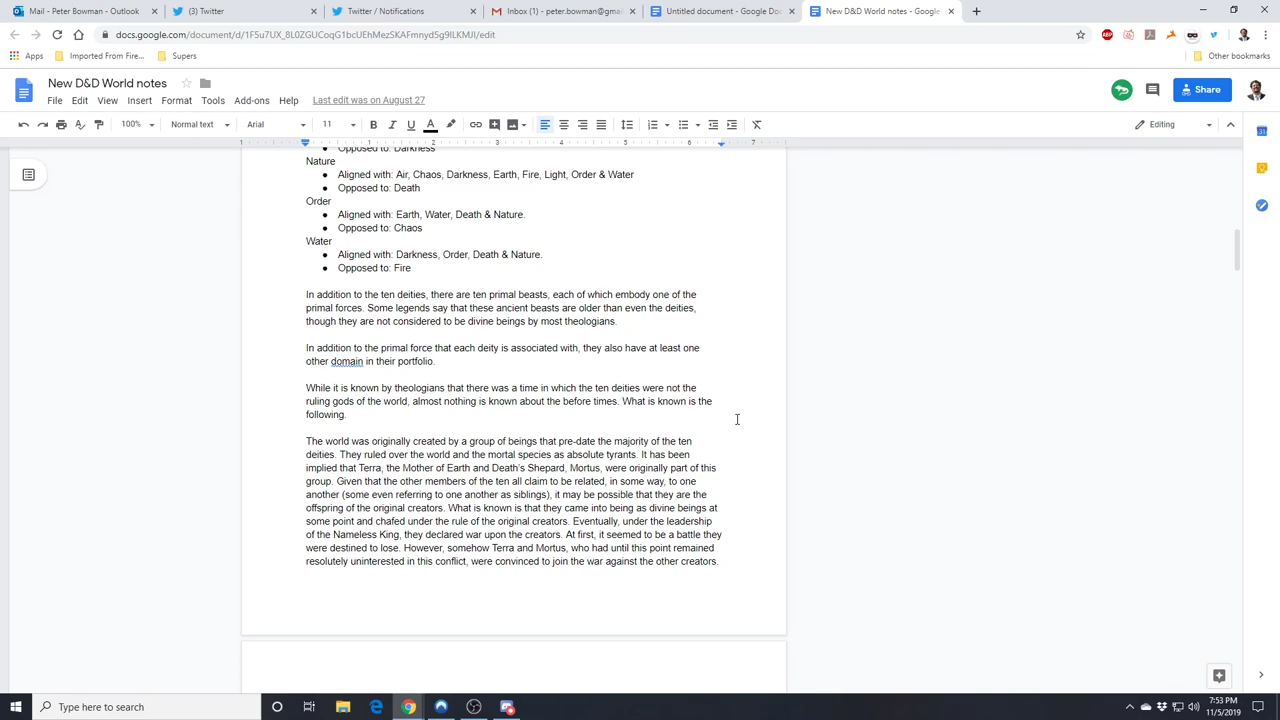 Mail - Peter Bowman - Outlook
(3) Twitter
Twitter / Notifications
Inbox (1) - peter.bowman@gma
Untitled document - Google Doc
New D&D World notes - Google
Apps
Imported From Fire...
Supers
Other bookmarks
New D&D World notes
File Edit View Insert Format Tools Add-ons Help Last edit was on August 27
Share
100% Normal text Arial 11
Editing
1 1 2 3 4 5 6 7
Opposed to: Darkness
Nature
● Aligned with: Air, Chaos, Darkness, Earth, Fire, Light, Order & Water
● Opposed to: Death
Order
● Aligned with: Earth, Water, Death & Nature.
● Opposed to: Chaos
Water
● Aligned with: Darkness, Order, Death & Nature.
● Opposed to: Fire
In addition to the ten deities, there are ten primal beasts, each of which embody one of the
primal forces. Some legends say that these ancient beasts are older than even the deities,
though they are not considered to be divine beings by most theologians.
In addition to the primal force that each deity is associated with, they also have at least one
other domain in their portfolio.
While it is known by theologians that there was a time in which the ten deities were not the
ruling gods of the world, almost nothing is known about the before times. What is known is the
following.
The world was originally created by a group of beings that pre-date the majority of the ten
deities. They ruled over the world and the mortal species as absolute tyrants. It has been
implied that Terra, the Mother of Earth and Death's Shepard, Mortus, were originally part of this
group. Given that the other members of the ten all claim to be related, in some way, to one
another (some even referring to one another as siblings), it may be possible that they are the
offspring of the original creators. What is known is that they came into being as divine beings at
some point and chafed under the rule of the original creators. Eventually, under the leadership
of the Nameless King, they declared war upon the creators. At first, it seemed to be a battle they
were destined to lose. However, somehow Terra and Mortus, who had until this point remained
resolutely uninterested in this conflict, were convinced to join the war against the other creators.
Type here to search
7:53 PM
11/5/2019